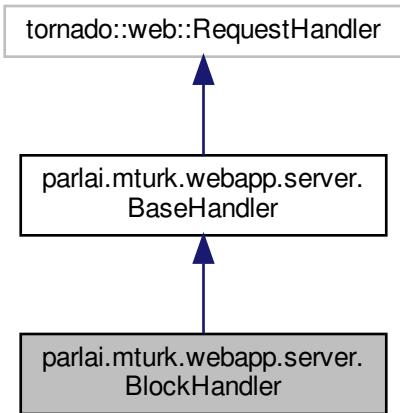 tornado::web::RequestHandler
parlai.mturk.webapp.server.
BaseHandler
parlai.mturk.webapp.server.
BlockHandler